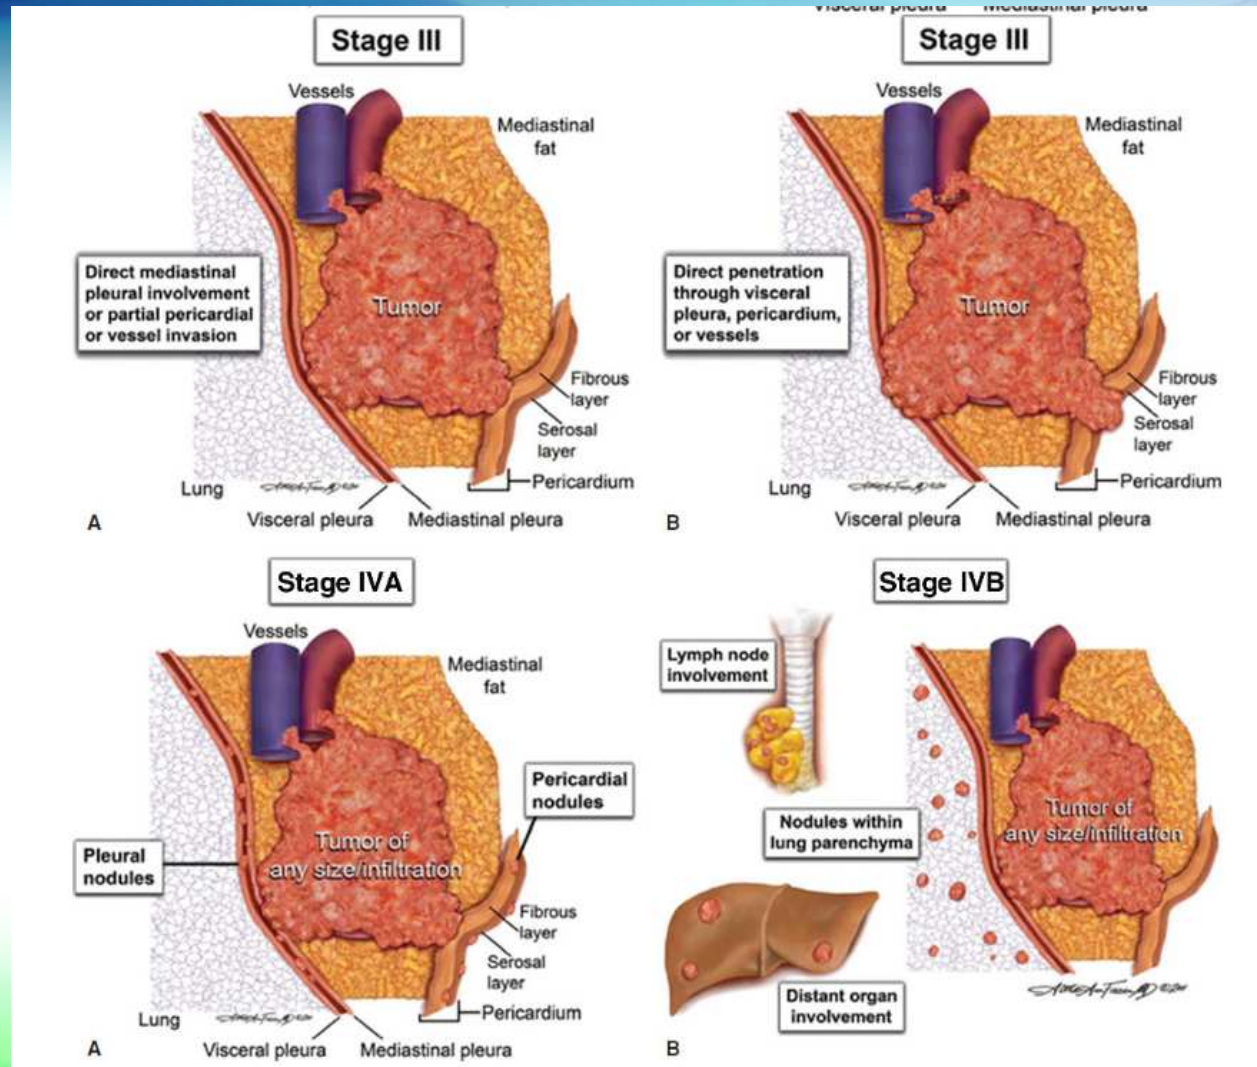 Visceral pleura Mediastinal pleura
Stage III
Vessels
Mediastinal
fat
Direct mediastinal
pleural involvement
or partial pericardial
or vessel invasion
Tumor
Fibrous
layer
Serosal
layer
Pericardium
Lung
Visceral pleura
Mediastinal pleura
A
Stage III
Vessels
Mediastinal
fat
Direct penetration
through visceral
pleura, pericardium,
or vessels
Tumor
Fibrous
layer
Serosal
layer
Pericardium
Lung
Visceral pleura
Mediastinal pleura
B
Stage IVA
Vessels
Mediastinal
fat
Pericardial
nodules
Pleural
nodules
Tumor of
any size/infiltration
Fibrous
layer
Serosal
layer
Pericardium
Lung
Visceral pleura
Mediastinal pleura
A
Stage IVB
Lymph node
involvement
Nodules within
lung parenchyma
Tumor of
any size/infiltration
Distant organ
involvement
B